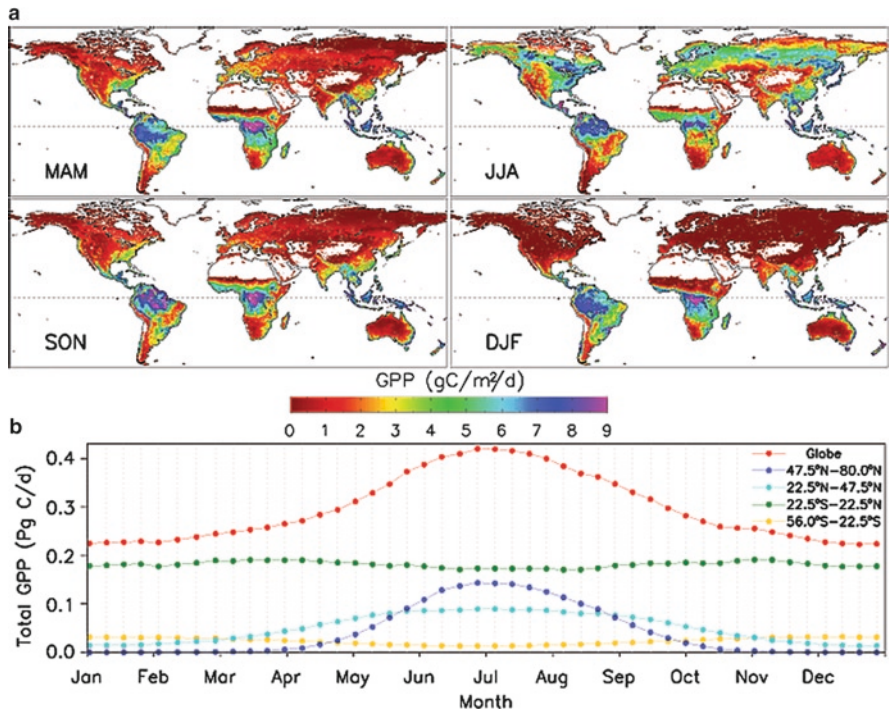 a
MAM
JJA
SON
DJF
GPP (gC/m²/d)
0 1 2 3 4 5 6 7 8 9
b
Globe
47.5°N–80.0°N
22.5°N–47.5°N
22.5°S–22.5°N
56.0°S–22.5°S
Total GPP (Pg C/d)
0.4
0.3
0.2
0.1
0.0
Jan Feb Mar Apr May Jun Jul Aug Sep Oct Nov Dec
Month